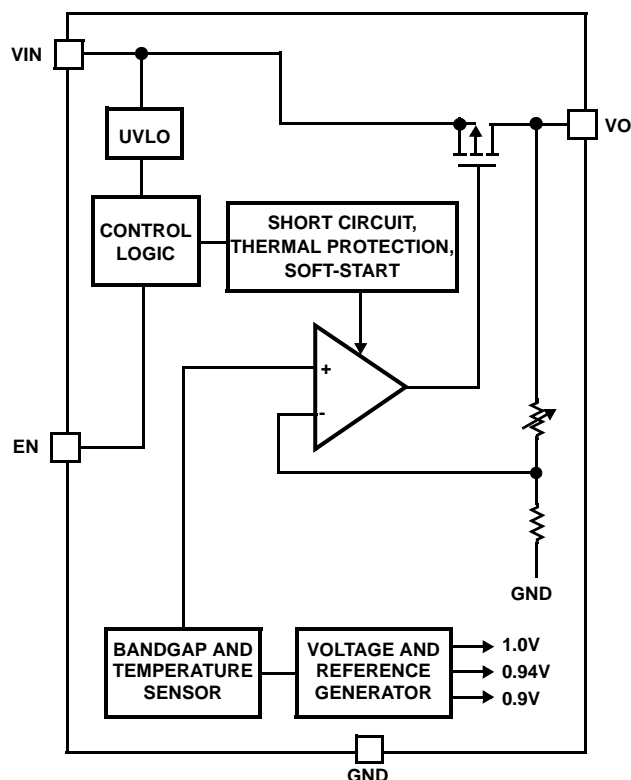 VIN
VO
UVLO
CONTROL
LOGIC
SHORT CIRCUIT,
THERMAL PROTECTION,
SOFT-START
+
-
EN
GND
BANDGAP AND
TEMPERATURE
SENSOR
VOLTAGE AND
REFERENCE
GENERATOR
1.0V
0.94V
0.9V
GND